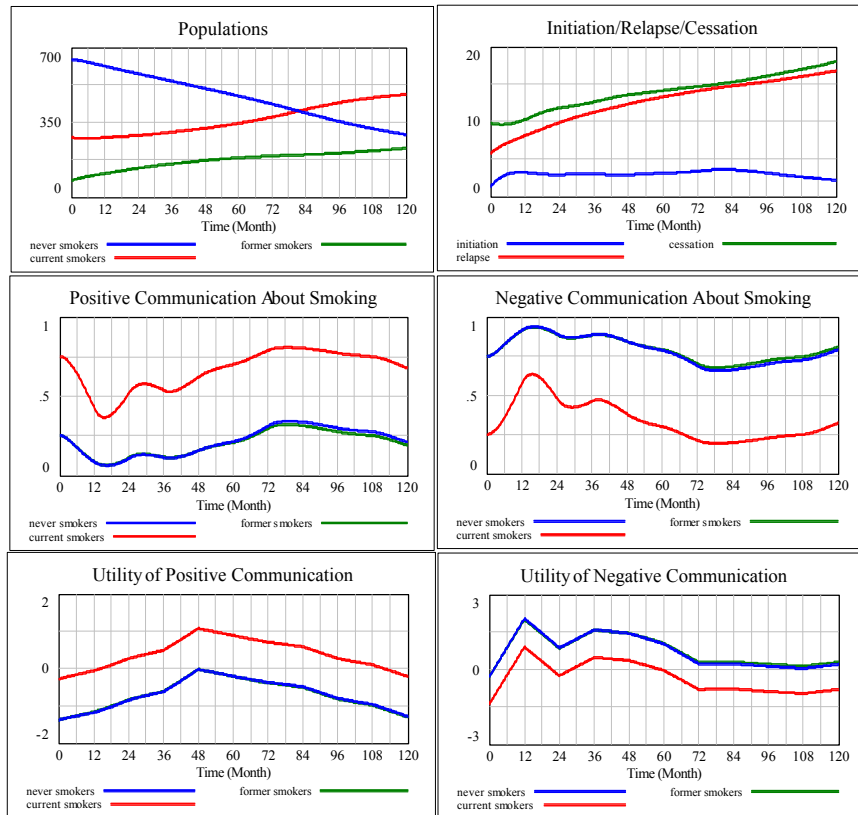 Populations
700
350
0
0 12 24 36 48 60 72 84 96 108 120
Time (Month)
never smokers former smokers
current smokers
Initiation/Relapse/Cessation
20
10
0
0 12 24 36 48 60 72 84 96 108 120
Time (Month)
initiation cessation
relapse
Positive Communication About Smoking
1
.5
0
0 12 24 36 48 60 72 84 96 108 120
Time (Month)
never smokers former smokers
current smokers
Negative Communication About Smoking
1
.5
0
0 12 24 36 48 60 72 84 96 108 120
Time (Month)
never smokers former smokers
current smokers
Utility of Positive Communication
2
0
-2
0 12 24 36 48 60 72 84 96 108 120
Time (Month)
never smokers former smokers
current smokers
Utility of Negative Communication
3
0
-3
0 12 24 36 48 60 72 84 96 108 120
Time (Month)
never smokers former smokers
current smokers